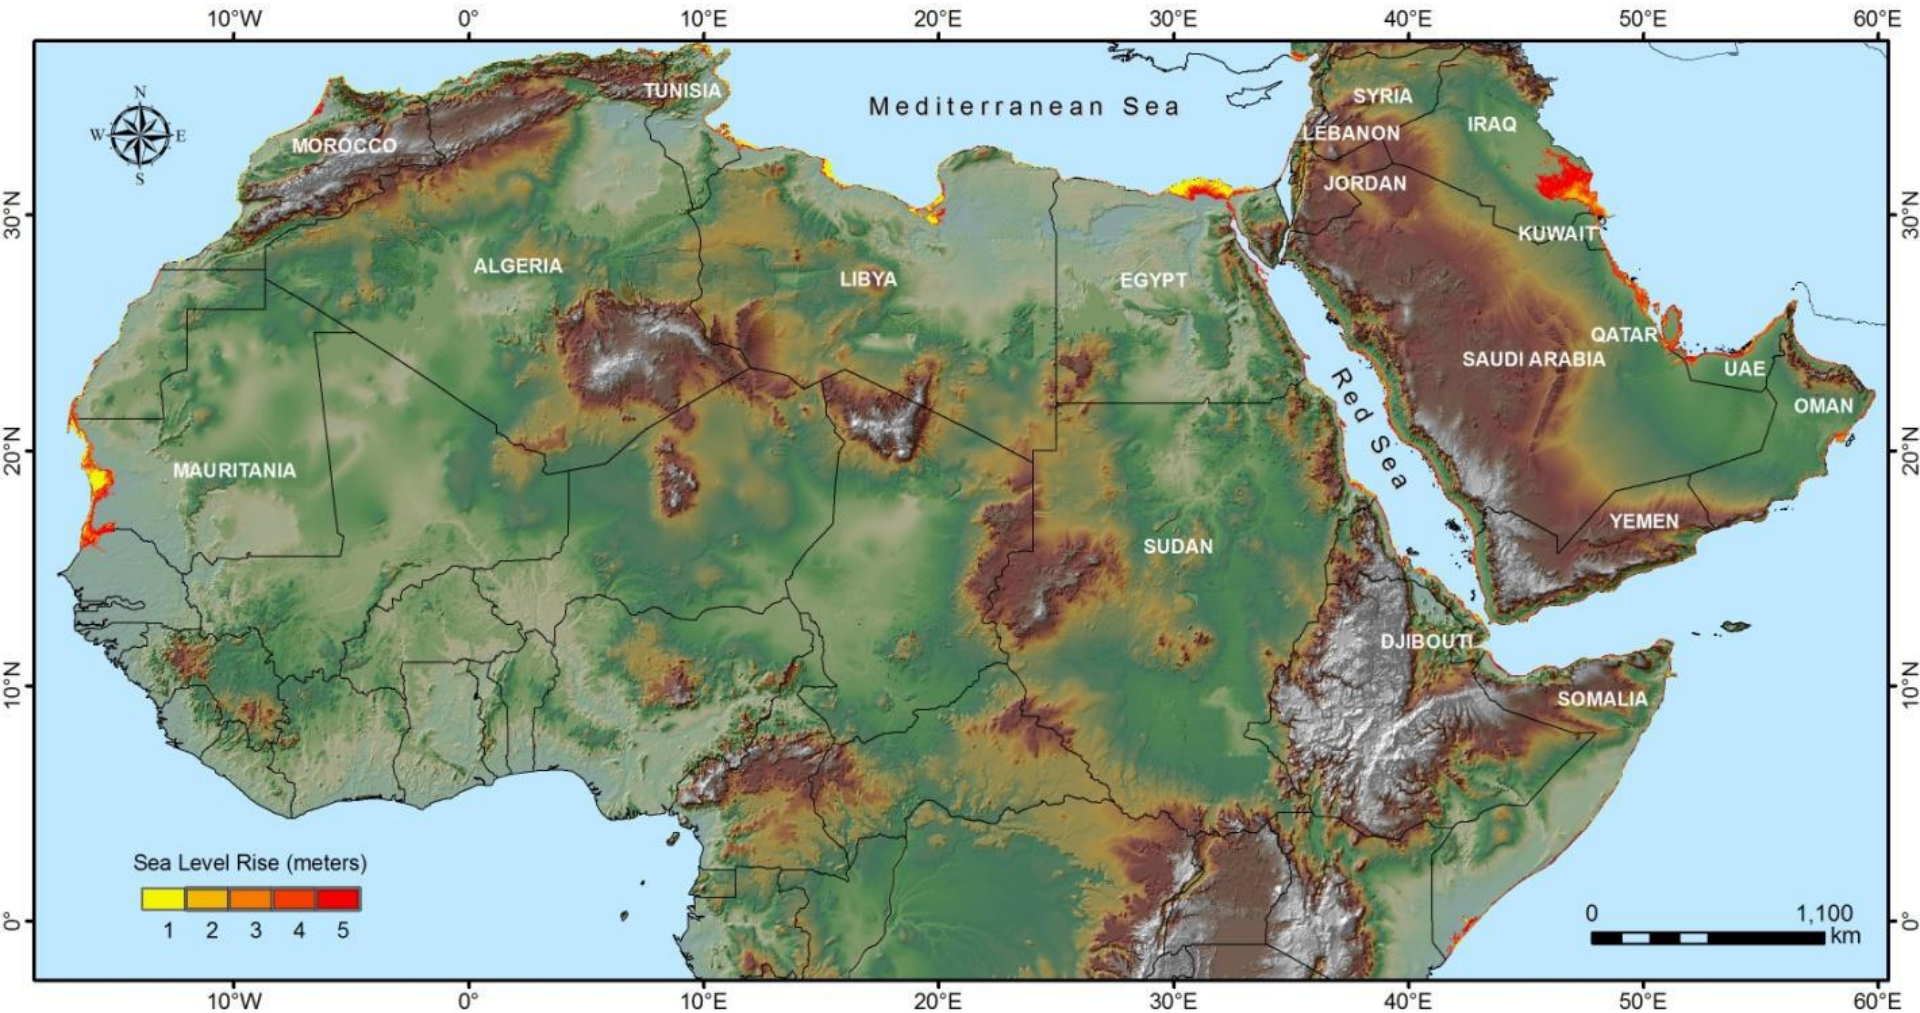 10°W 0° 10°E 20°E 30°E 40°E 50°E 60°E
N
W E
S
TUNISIA
Mediterranean Sea
SYRIA
IRAQ
LEBANON
MOROCCO
JORDAN
30°N
30°N
KUWAIT
ALGERIA
LIBYA
EGYPT
QATAR
SAUDI ARABIA
UAE
Red Sea
OMAN
20°N
20°N
MAURITANIA
YEMEN
SUDAN
DJIBOUTI
10°N
10°N
SOMALIA
Sea Level Rise (meters)
1 2 3 4 5
0 1,100
km
0°
0°
10°W 0° 10°E 20°E 30°E 40°E 50°E 60°E